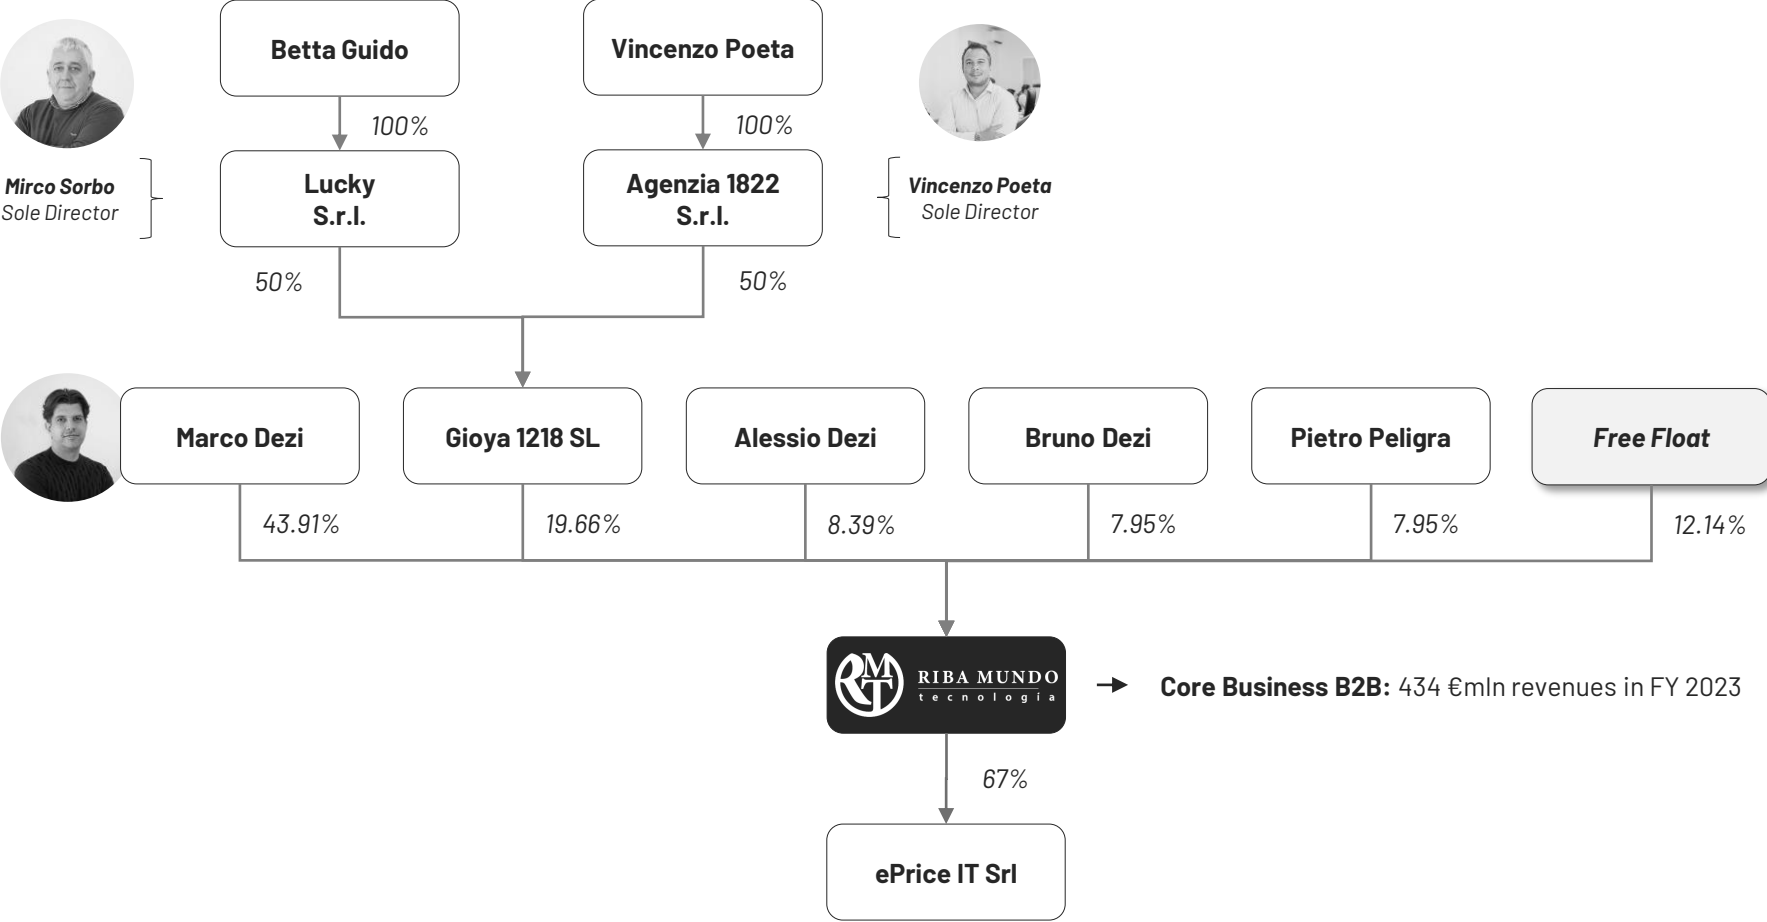 Betta Guido
Vincenzo Poeta
100%
100%
Mirco Sorbo
Sole Director
Lucky
S.r.l.
Agenzia 1822
S.r.l.
Vincenzo Poeta
Sole Director
50%
50%
Marco Dezi
Gioya 1218 SL
Alessio Dezi
Bruno Dezi
Pietro Peligra
Free Float
43.91%
19.66%
8.39%
7.95%
7.95%
12.14%
RMT
RIBA MUNDO
tecnología
Core Business B2B: 434 €mln revenues in FY 2023
67%
ePrice IT Srl